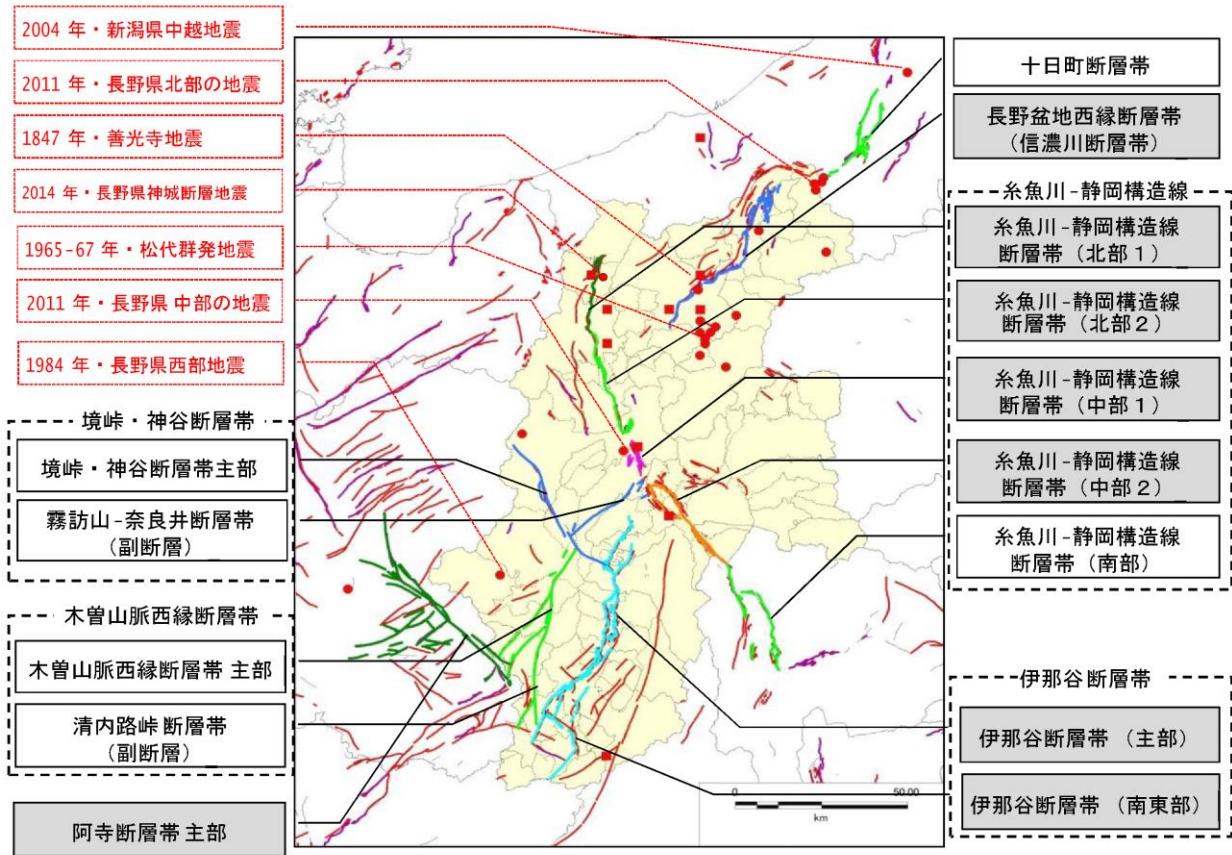 2004 年・新潟県中越地震
2011 年・長野県北部の地震
1847 年・善光寺地震
2014 年・長野県神城断層地震
1965-67 年・松代群発地震
2011 年・長野県 中部の地震
1984 年・長野県西部地震
境峠・神谷断層帯
境峠・神谷断層帯主部
霧訪山-奈良井断層帯
(副断層)
木曽山脈西縁断層帯
木曽山脈西縁断層帯 主部
清内路峠 断層帯
(副断層)
阿寺断層帯 主部
十日町断層帯
長野盆地西縁断層帯
(信濃川断層帯)
糸魚川-静岡構造線
糸魚川-静岡構造線
断層帯(北部1)
糸魚川-静岡構造線
断層帯(北部2)
糸魚川-静岡構造線
断層帯(中部1)
糸魚川-静岡構造線
断層帯(中部2)
糸魚川-静岡構造線
断層帯(南部)
伊那谷断層帯
伊那谷断層帯 (主部)
伊那谷断層帯 (南東部)
0 50.00
km